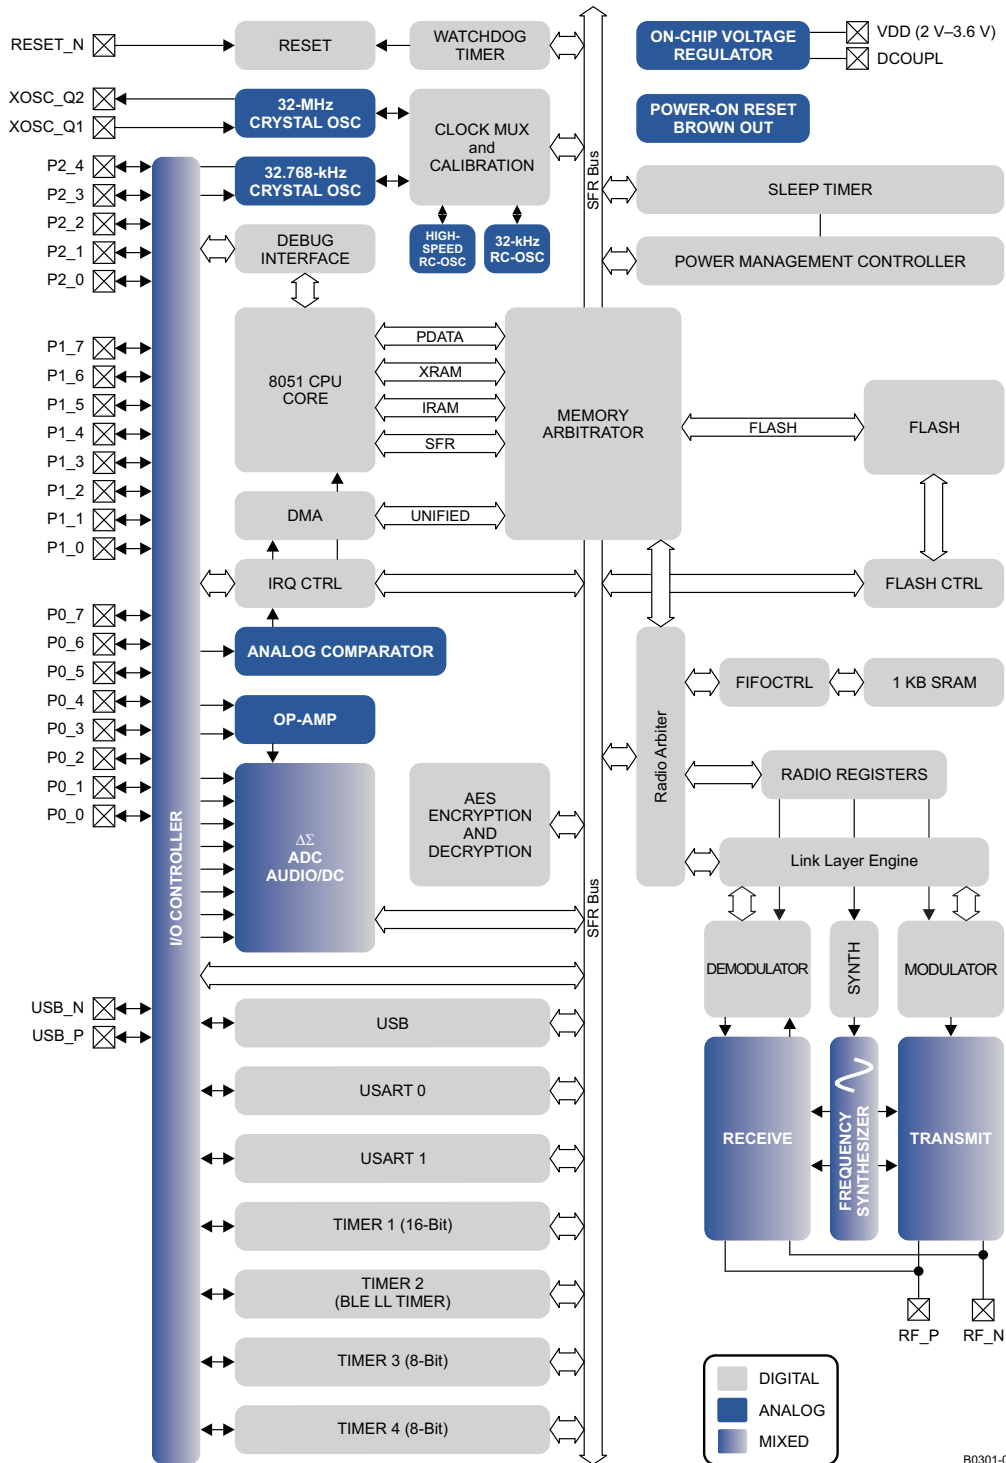 RESET_N
RESET
WATCHDOG
TIMER
ON-CHIP VOLTAGE
REGULATOR
VDD (2 V–3.6 V)
DCOUPL
XOSC_Q2
XOSC_Q1
32-MHz
CRYSTAL OSC
CLOCK MUX
and
CALIBRATION
POWER-ON RESET
BROWN OUT
SFR Bus
P2_4
P2_3
P2_2
P2_1
P2_0
32.768-kHz
CRYSTAL OSC
SLEEP TIMER
HIGH-
SPEED
RC-OSC
32-kHz
RC-OSC
DEBUG
INTERFACE
POWER MANAGEMENT CONTROLLER
P1_7
P1_6
P1_5
P1_4
P1_3
P1_2
P1_1
P1_0
8051 CPU
CORE
PDATA
XRAM
IRAM
SFR
MEMORY
ARBITRATOR
FLASH
FLASH
DMA
UNIFIED
IRQ CTRL
FLASH CTRL
P0_7
P0_6
P0_5
P0_4
P0_3
P0_2
P0_1
P0_0
ANALOG COMPARATOR
OP-AMP
Radio Arbiter
FIFOCTRL
1 KB SRAM
RADIO REGISTERS
ΔΣ
ADC
AUDIO/DC
AES
ENCRYPTION
AND
DECRYPTION
Link Layer Engine
I/O CONTROLLER
SFR Bus
DEMODULATOR
SYNTH
MODULATOR
USB_N
USB_P
USB
USART 0
USART 1
TIMER 1 (16-Bit)
TIMER 2
(BLE LL TIMER)
TIMER 3 (8-Bit)
TIMER 4 (8-Bit)
RECEIVE
FREQUENCY
SYNTHESIZER
TRANSMIT
RF_P
RF_N
DIGITAL
ANALOG
MIXED